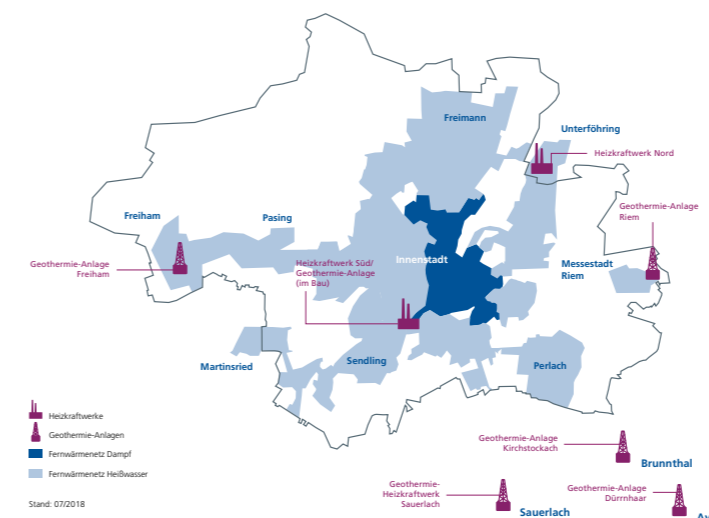 Freimann
Unterföhring
Heizkraftwerk Nord
Geothermie-Anlage
Riem
Freiham
Pasing
Geothermie-Anlage
Freiham
Heizkraftwerk Süd/
Geothermie-Anlage
(im Bau)
Innenstadt
Messestadt
Riem
Martinsried
Sendling
Perlach
Heizkraftwerke
Geothermie-Anlagen
Fernwärmenetz Dampf
Fernwärmenetz Heißwasser
Stand: 07/2018
Geothermie-Anlage
Kirchstockach
Brunnthal
Geothermie-
Heizkraftwerk
Sauerlach
Sauerlach
Geothermie-Anlage
Dürrnhaar